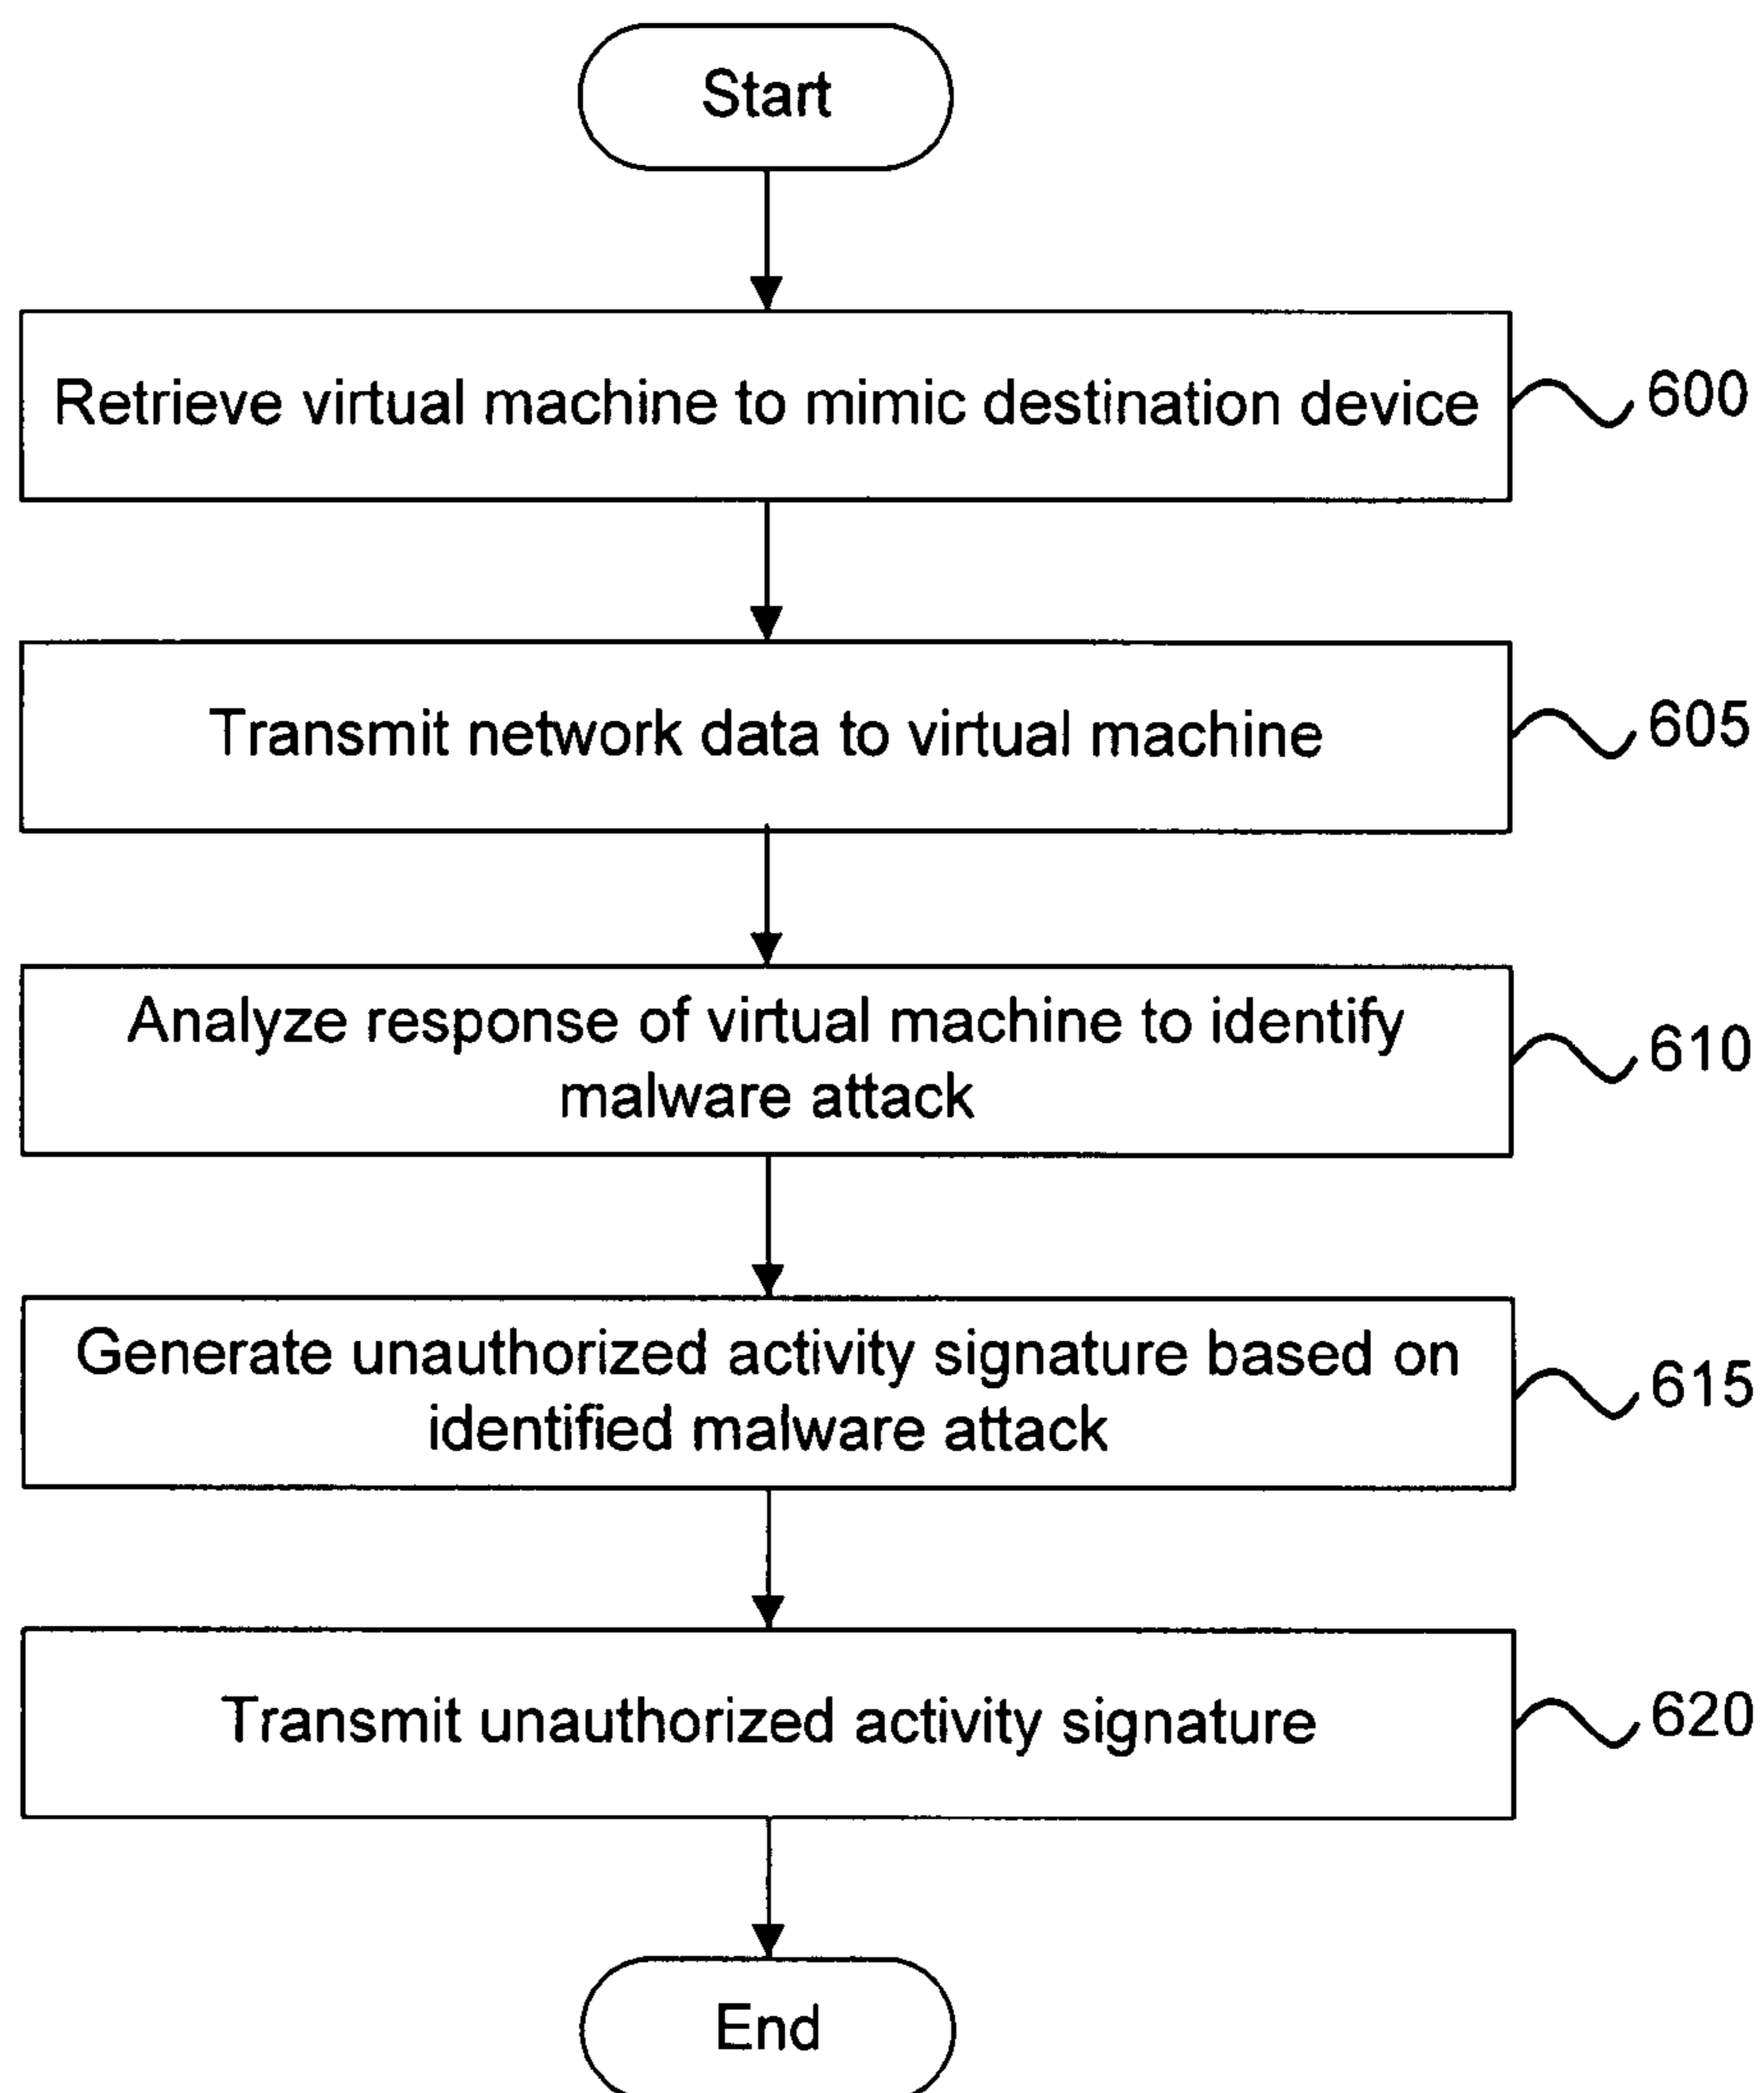 Start
Retrieve virtual machine to mimic destination device
600
Transmit network data to virtual machine
605
Analyze response of virtual machine to identify
malware attack
610
Generate unauthorized activity signature based on
identified malware attack
615
Transmit unauthorized activity signature
620
End